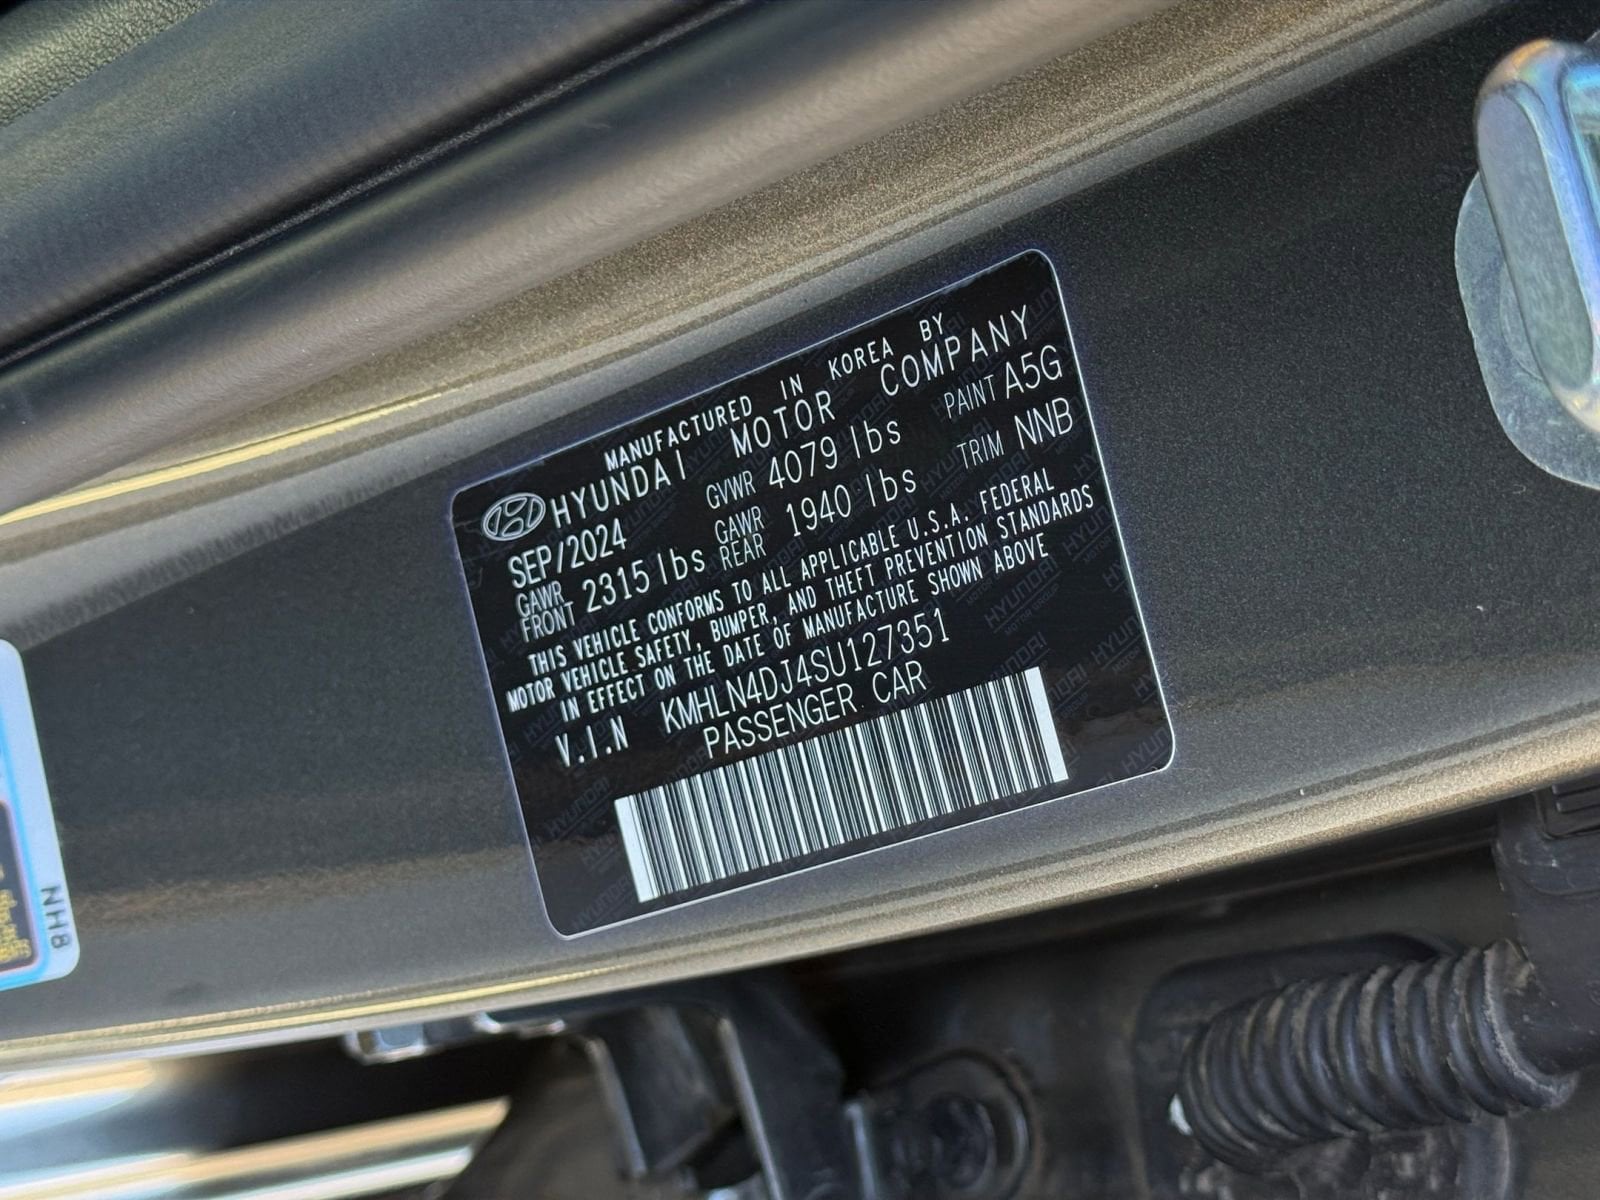 MANUFACTURED IN KOREA BY
HYUNDAI MOTOR COMPANY
SEP/2024 GVWR 4079 lbs PAINT A5G
GAWR FRONT 2315 lbs GAWR REAR 1940 lbs TRIM NNB
THIS VEHICLE CONFORMS TO ALL APPLICABLE U.S.A. FEDERAL
MOTOR VEHICLE SAFETY, BUMPER, AND THEFT PREVENTION STANDARDS
IN EFFECT ON THE DATE OF MANUFACTURE SHOWN ABOVE
V.I.N KMHLN4DJ4SU127351
PASSENGER CAR
NH8